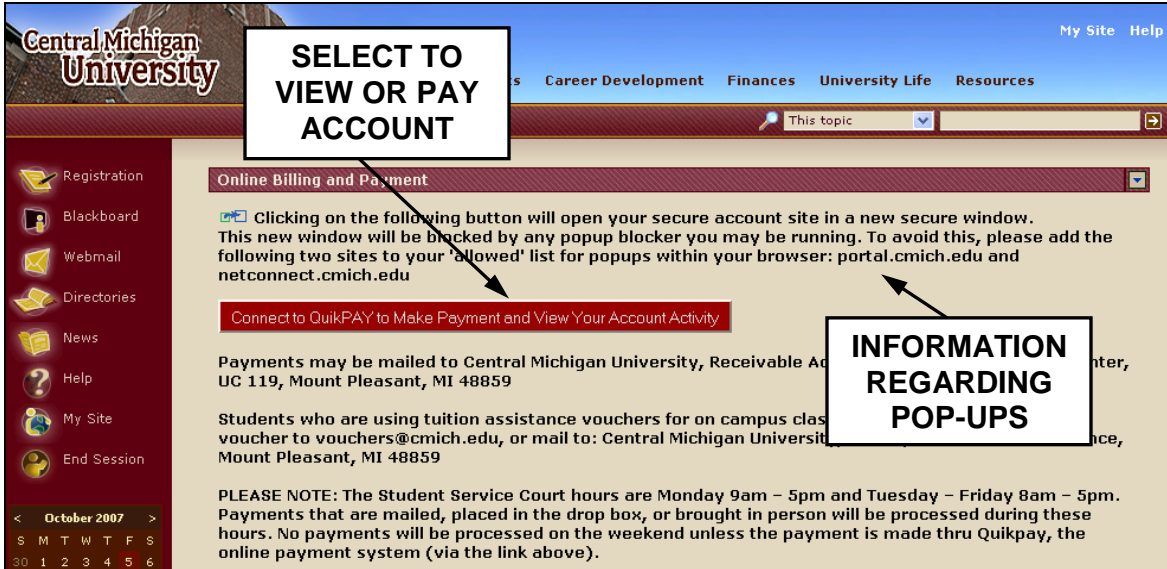 Central Michigan
University
My Site Help
SELECT TO
VIEW OR PAY
ACCOUNT
Career Development Finances University Life Resources
This topic
Registration
Blackboard
Webmail
Directories
News
Help
My Site
End Session
< October 2007 >
S M T W T F S
30 1 2 3 4 5 6
Online Billing and Payment
Clicking on the following button will open your secure account site in a new secure window.
This new window will be blocked by any popup blocker you may be running. To avoid this, please add the
following two sites to your 'allowed' list for popups within your browser: portal.cmich.edu and
netconnect.cmich.edu
Connect to QuikPAY to Make Payment and View Your Account Activity
INFORMATION
REGARDING
POP-UPS
Payments may be mailed to Central Michigan University, Receivable
UC 119, Mount Pleasant, MI 48859
Students who are using tuition assistance vouchers for on campus
voucher to vouchers@cmich.edu, or mail to: Central Michigan
Mount Pleasant, MI 48859
PLEASE NOTE: The Student Service Court hours are Monday 9am – 5pm and Tuesday – Friday 8am – 5pm.
Payments that are mailed, placed in the drop box, or brought in person will be processed during these
hours. No payments will be processed on the weekend unless the payment is made thru Quikpay, the
online payment system (via the link above).